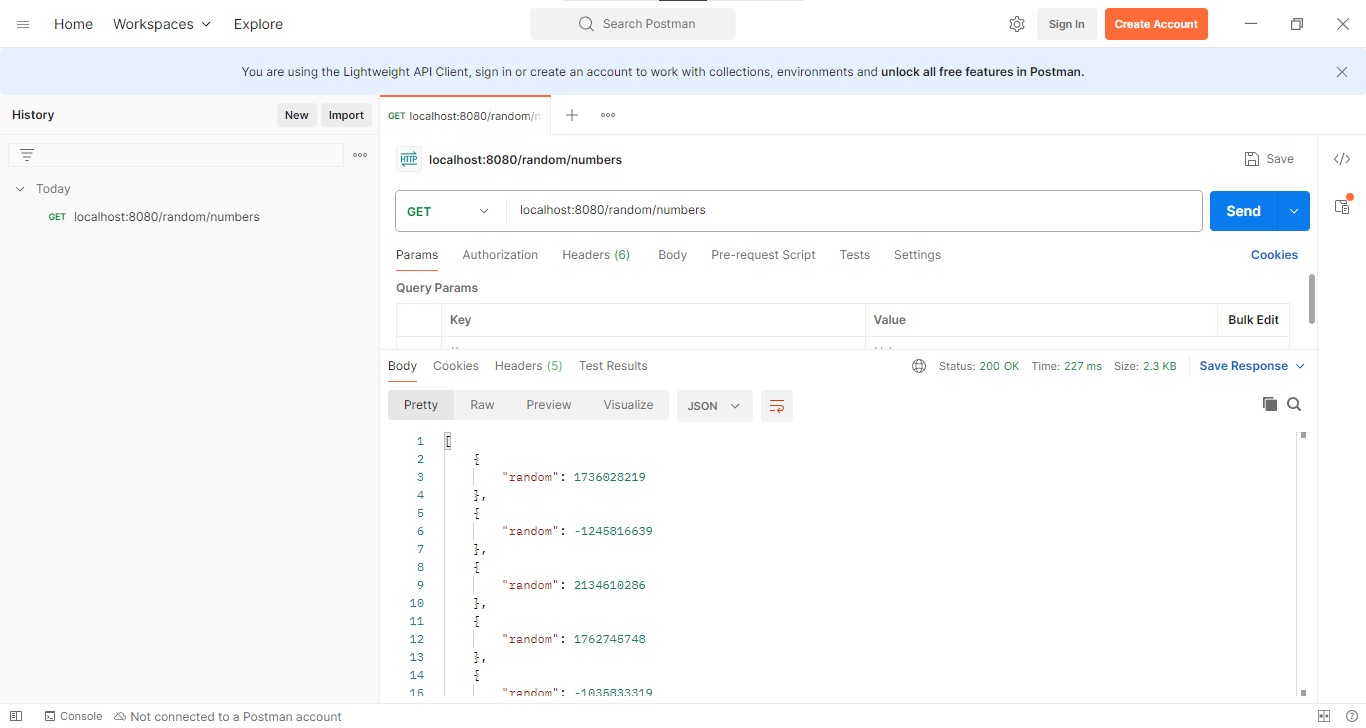 Home Workspaces Explore Search Postman Sign In Create Account
You are using the Lightweight API Client, sign in or create an account to work with collections, environments and unlock all free features in Postman.
History New Import
GET localhost:8080/random/n
Today
GET localhost:8080/random/numbers
HTTP localhost:8080/random/numbers Save
GET localhost:8080/random/numbers Send
Params Authorization Headers (6) Body Pre-request Script Tests Settings Cookies
Query Params
Key Value Bulk Edit
Body Cookies Headers (5) Test Results Status: 200 OK Time: 227 ms Size: 2.3 KB Save Response
Pretty Raw Preview Visualize JSON
1 [
2 {
3 "random": 1736028219
4 },
5 {
6 "random": -1245816639
7 },
8 {
9 "random": 2134610286
10 },
11 {
12 "random": 1762745748
13 },
14 {
15 "random": -1035833319
Console Not connected to a Postman account